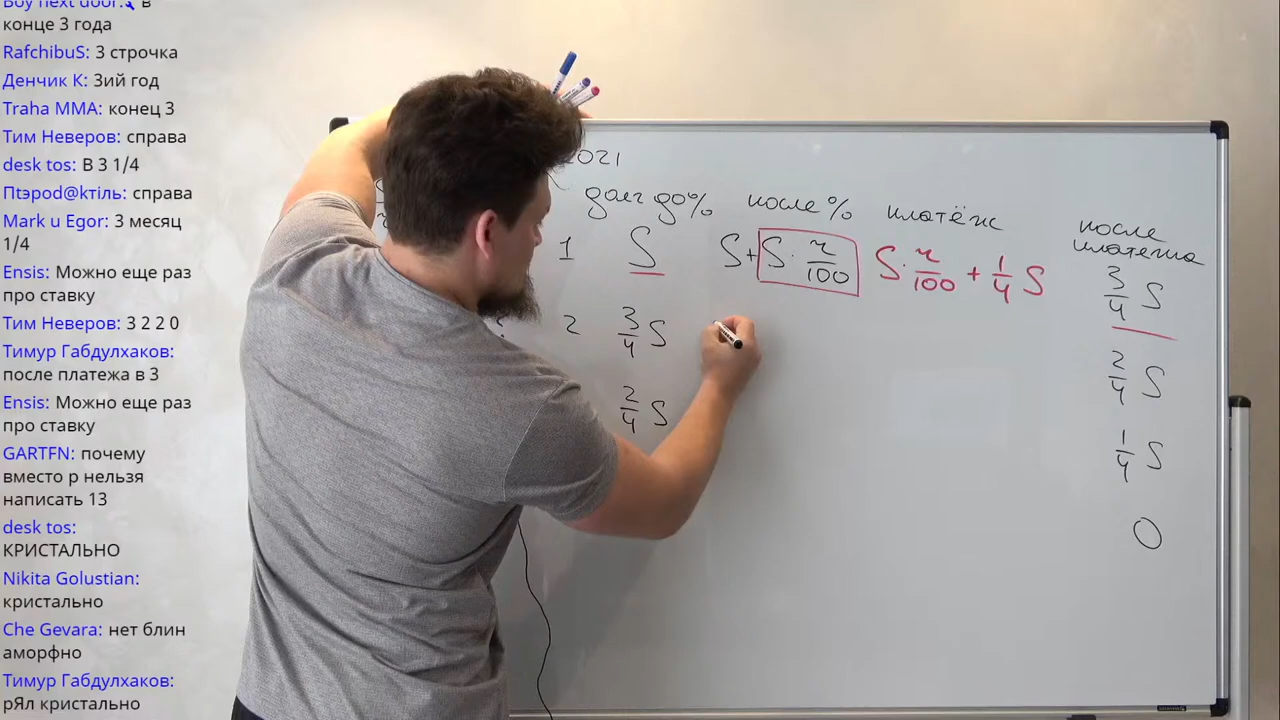 Boy next door: в
конце 3 года
RafchibuS: 3 строчка
Денчик К: 3ий год
Traha MMA: конец 3
Тим Неверов: справа
desk tos: В 3 1/4
Пtэpod@kтiль: справа
Mark u Egor: 3 месяц
1/4
Ensis: Можно еще раз
про ставку
Тим Неверов: 3 2 2 0
Тимур Габдулхаков:
после платежа в 3
Ensis: Можно еще раз
про ставку
GARTFN: почему
вместо р нельзя
написать 13
desk tos:
КРИСТАЛЬНО
Nikita Golustian:
кристально
Che Gevara: нет блин
аморфно
Тимур Габдулхаков:
рЯл кристально
2021
долг до % после % платёж после платежа
1 S S+S·r/100 S·r/100+1/4 S 3/4 S
2 3/4 S 2/4 S
2/4 S 1/4 S
0